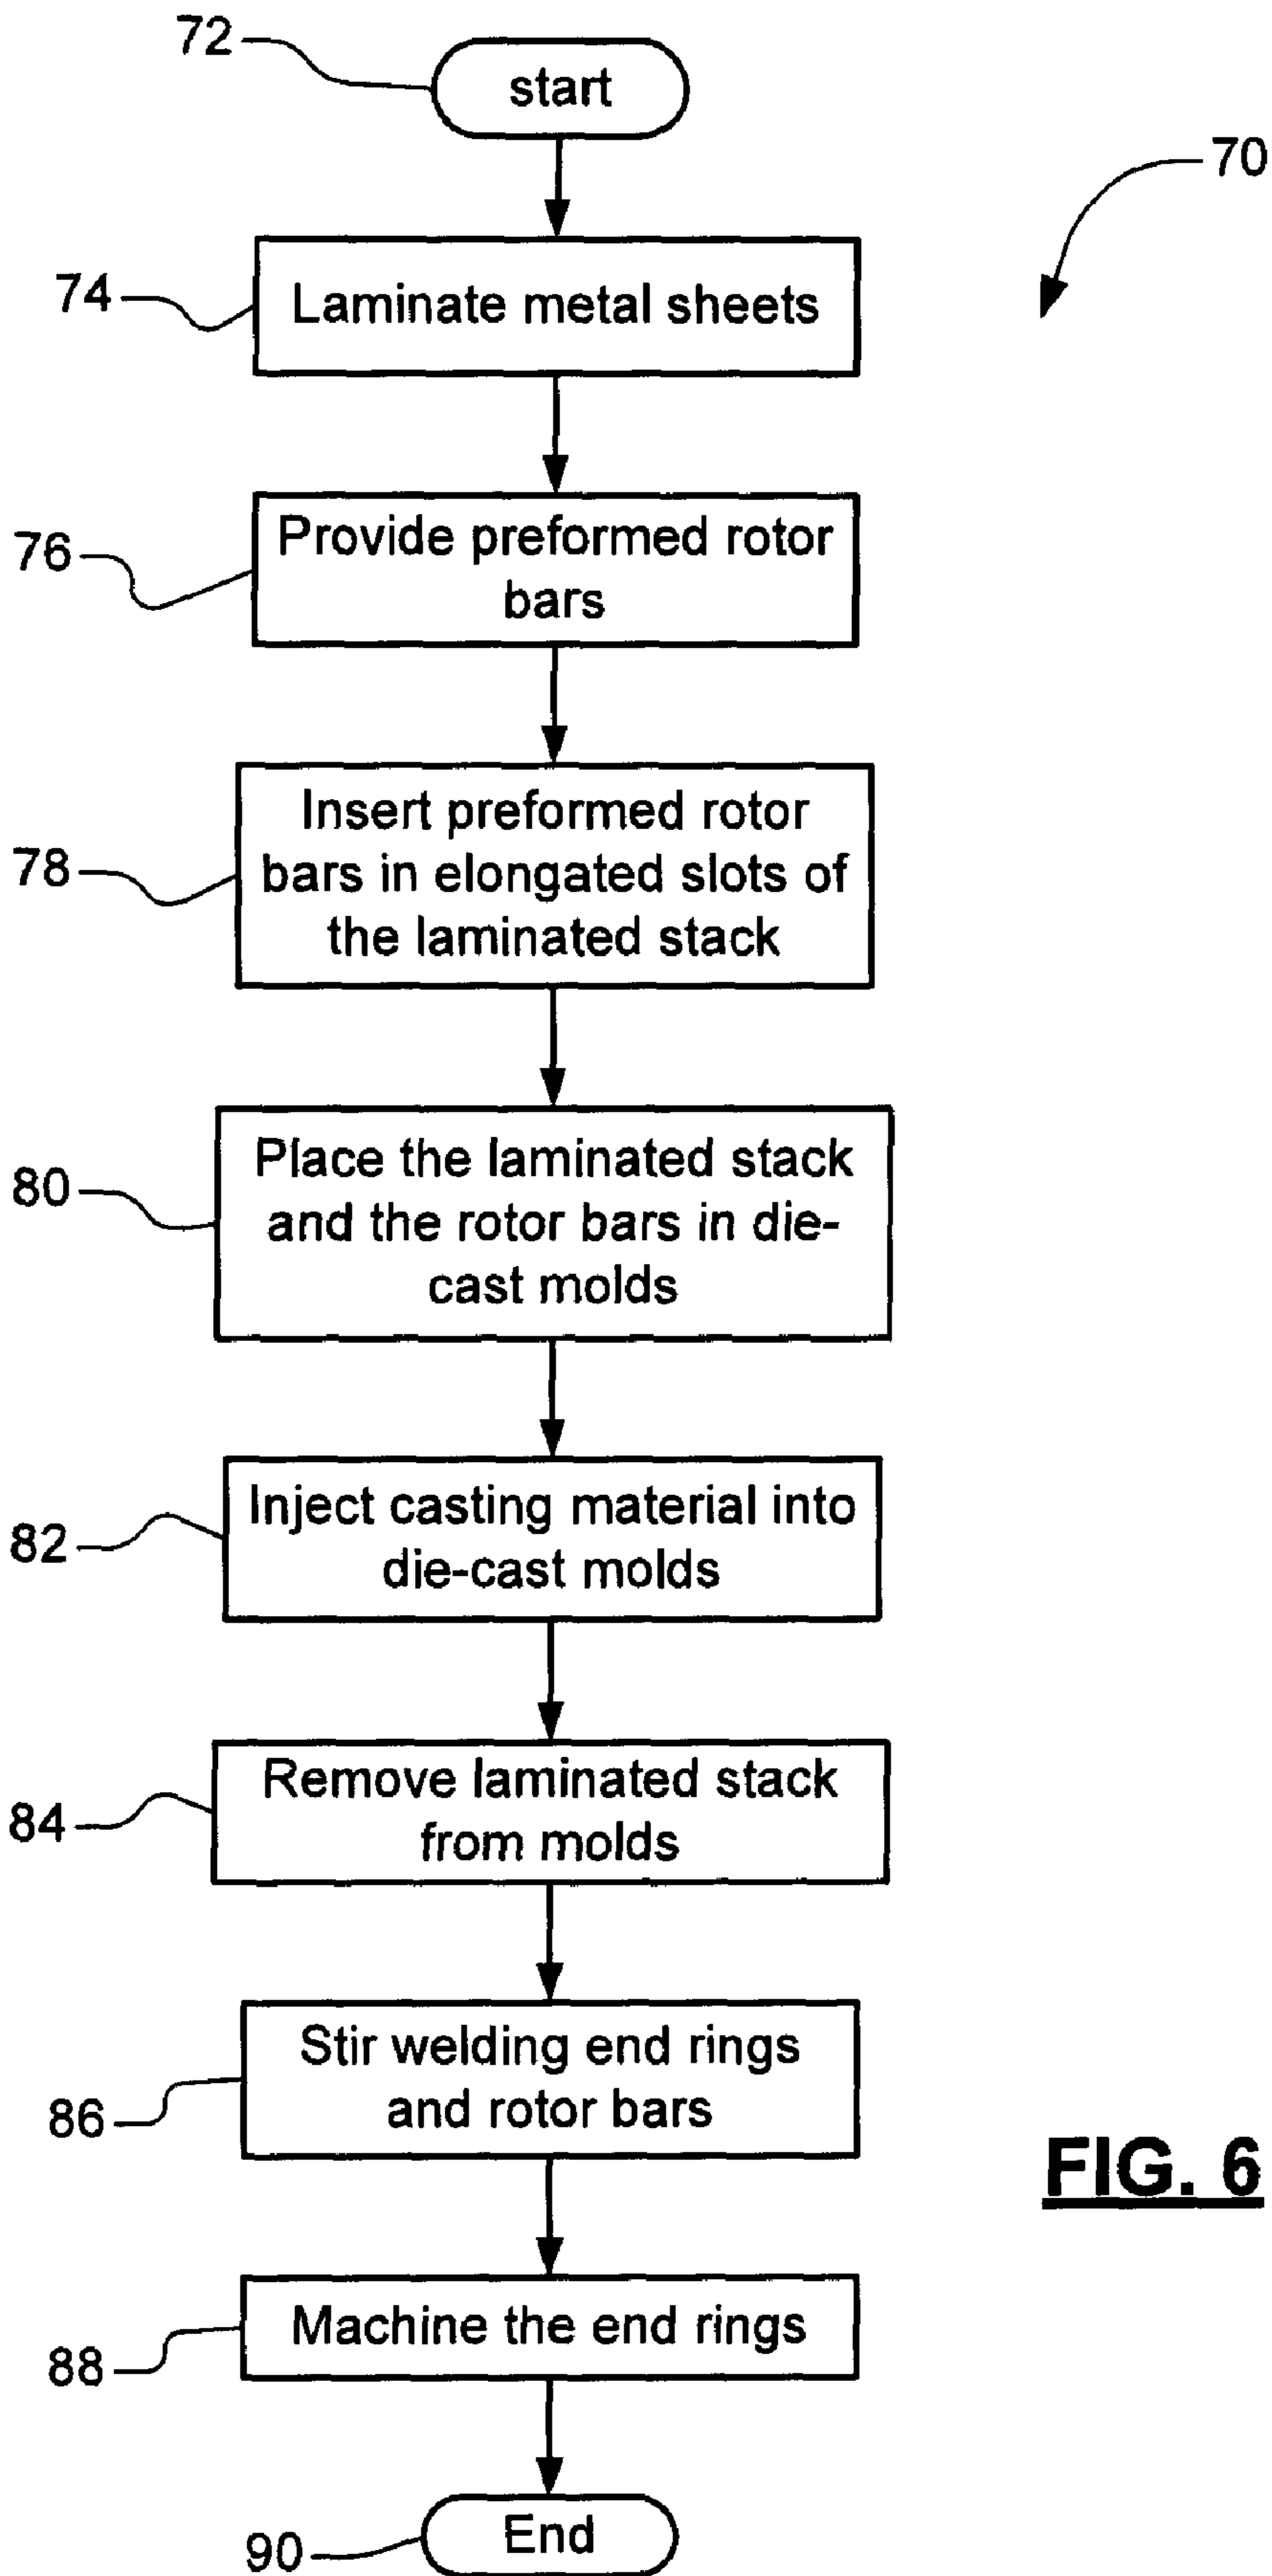 72
start
70
74
Laminate metal sheets
76
Provide preformed rotor
bars
78
Insert preformed rotor
bars in elongated slots of
the laminated stack
80
Place the laminated stack
and the rotor bars in die-
cast molds
82
Inject casting material into
die-cast molds
84
Remove laminated stack
from molds
86
Stir welding end rings
and rotor bars
FIG. 6
88
Machine the end rings
90
End